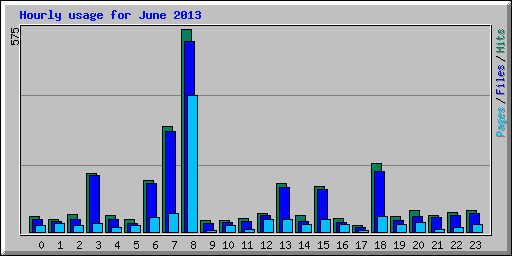 Hourly usage for June 2013
575
Pages / Files / Hits
0 1 2 3 4 5 6 7 8 9 10 11 12 13 14 15 16 17 18 19 20 21 22 23